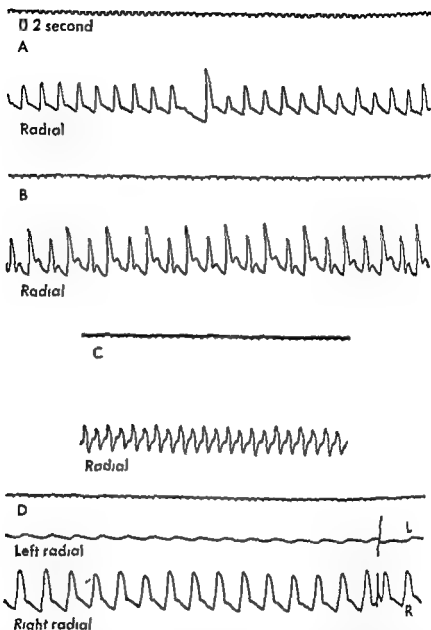 0 2 second
A
Radial
B
Radial
C
Radial
D
L
Left radial
R
Right radial